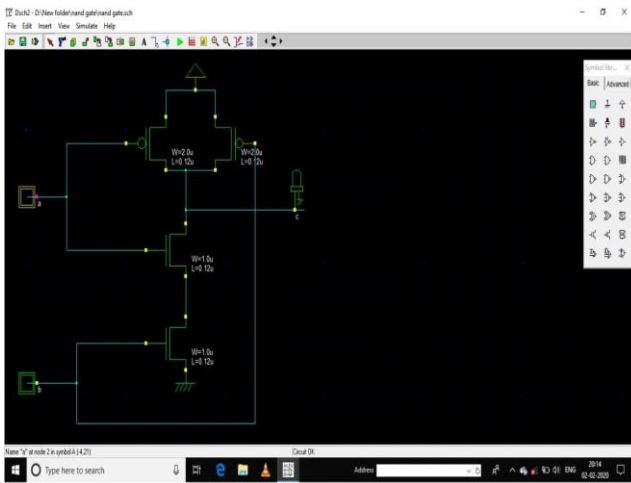 Dsch2 - D:\New folder\nand gate\nand gate.sch
File Edit Insert View Simulate Help
A
Symbol libr... X
Basic Advanced
W=2.0u
L=0.12u
W=2.0u
L=0.12u
a
c
W=1.0u
L=0.12u
W=1.0u
L=0.12u
Name "a" at node 2 in symbol A (-4,21)
Circuit OK
Type here to search
Address
ENG
20:14
02-02-2020